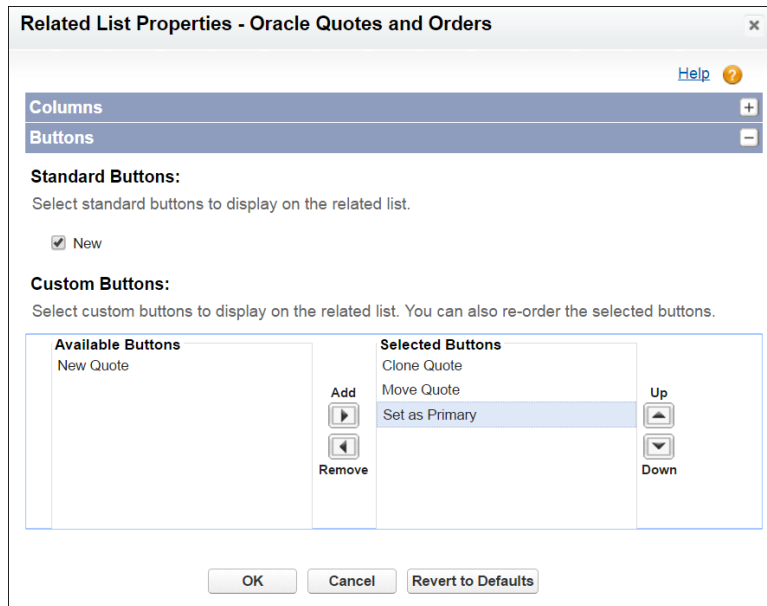 Related List Properties - Oracle Quotes and Orders
Help
Columns
Buttons
Standard Buttons:
Select standard buttons to display on the related list.
New
Custom Buttons:
Select custom buttons to display on the related list. You can also re-order the selected buttons.
Available Buttons
New Quote
Add
Remove
Selected Buttons
Clone Quote
Move Quote
Set as Primary
Up
Down
OK
Cancel
Revert to Defaults